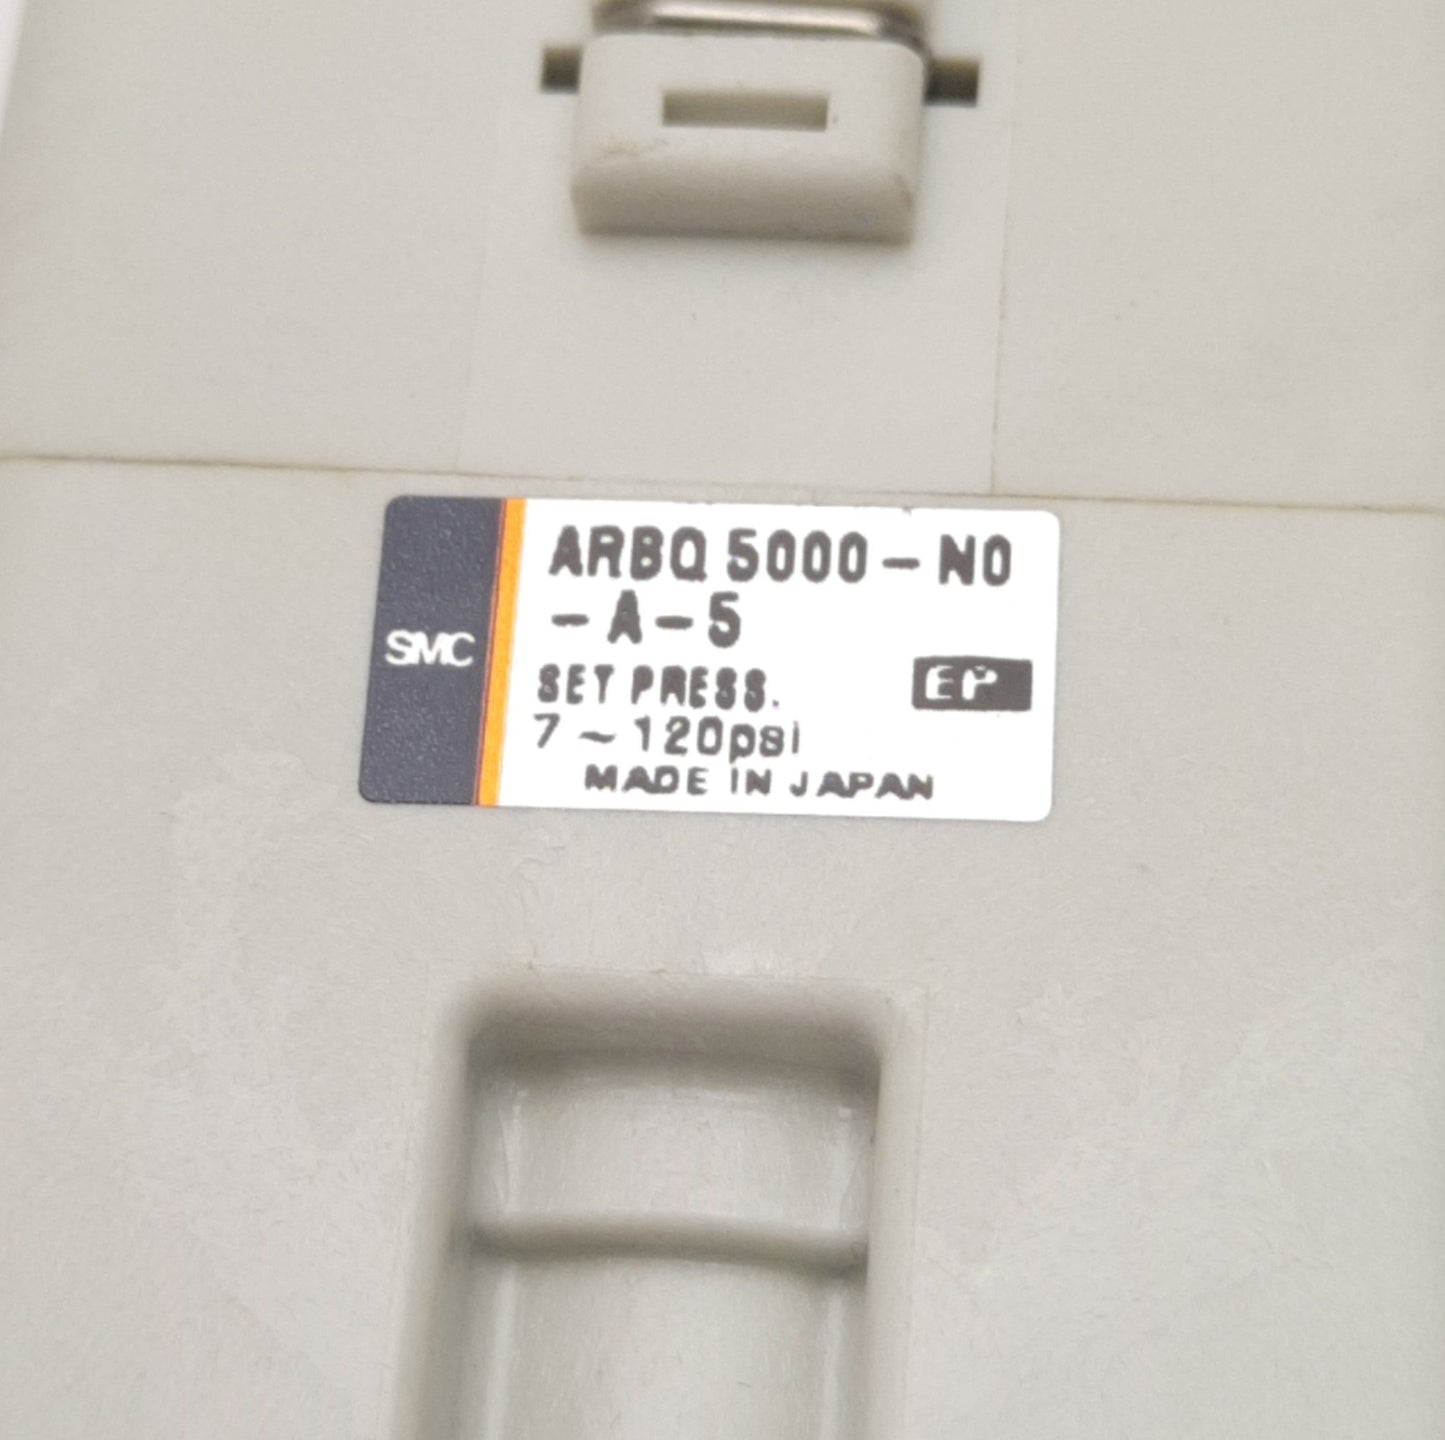 SMC
ARBQ 5000 - N0
- A - 5
SET PRESS.
7 ~ 120psi
EP
MADE IN JAPAN